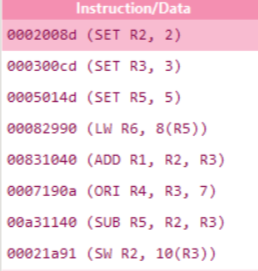 Instruction/Data
0002008d (SET R2, 2)
000300cd (SET R3, 3)
0005014d (SET R5, 5)
00082990 (LW R6, 8(R5))
00831040 (ADD R1, R2, R3)
0007190a (ORI R4, R3, 7)
00a31140 (SUB R5, R2, R3)
00021a91 (SW R2, 10(R3))